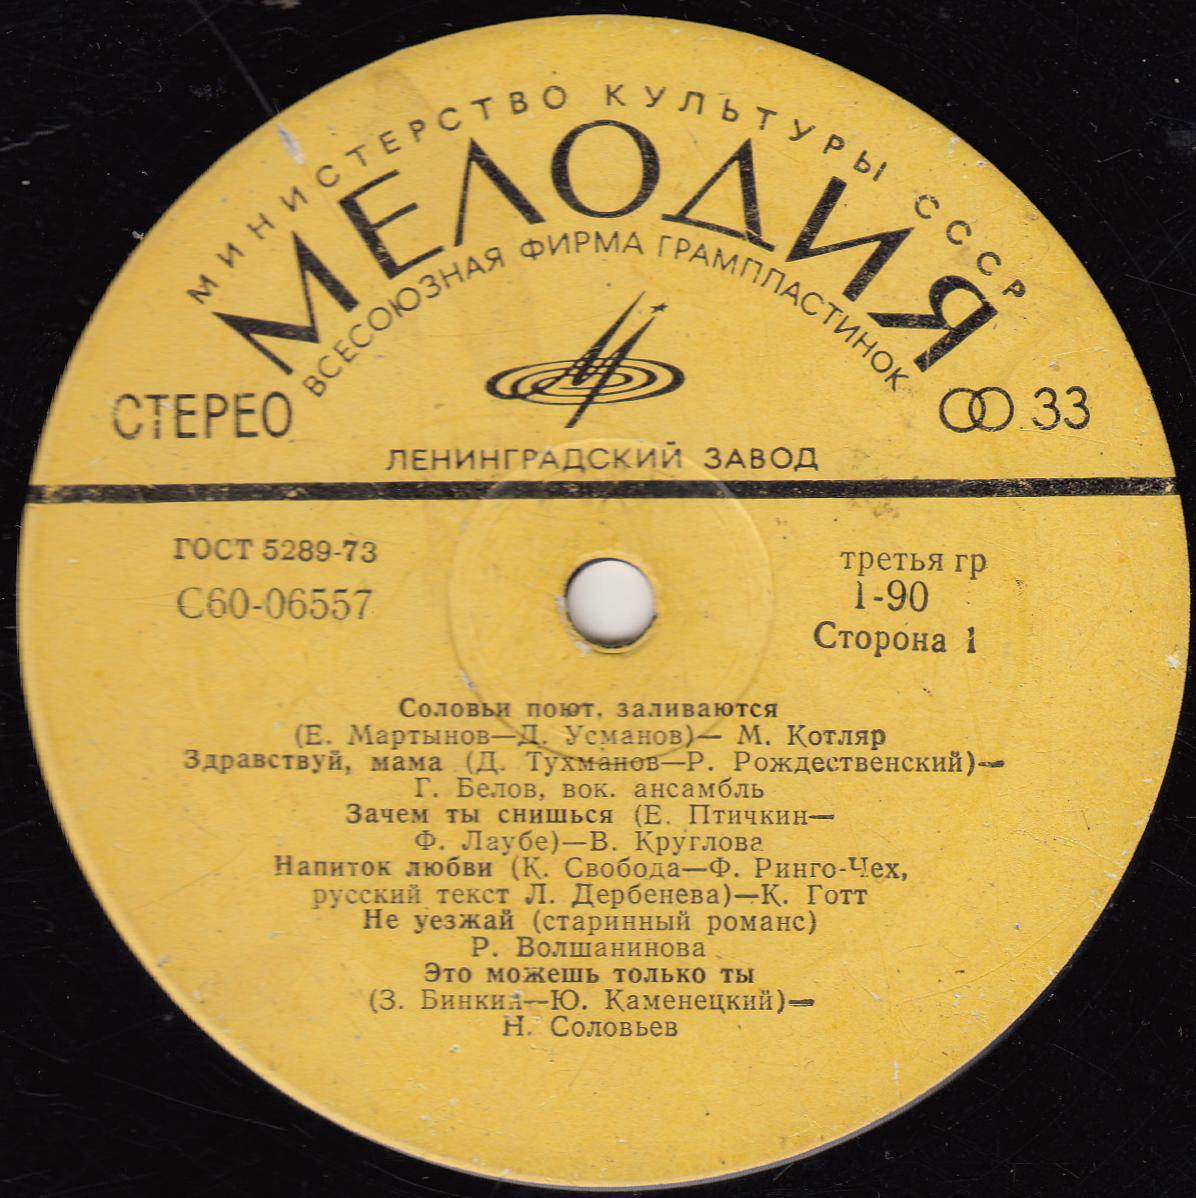 МИНИСТЕРСТВО КУЛЬТУРЫ СССР
МЕЛОДИЯ
ВСЕСОЮЗНАЯ ФИРМА ГРАМПЛАСТИНОК
СТЕРЕО
33
ЛЕНИНГРАДСКИЙ ЗАВОД
ГОСТ 5289-73
С60-06557
третья гр
1-90
Сторона 1
Соловьи поют, заливаются
(Е. Мартынов—Д. Усманов)— М. Котляр
Здравствуй, мама (Д. Тухманов—Р. Рождественский)—
Г. Белов, вок. ансамбль
Зачем ты снишься (Е. Птичкин—
Ф. Лаубе)—В. Круглова
Напиток любви (К. Свобода—Ф. Ринго-Чех,
русский текст Л. Дербенева)—К. Готт
Не уезжай (старинный романс)
Р. Волшанинова
Это можешь только ты
(З. Бинкин—Ю. Каменецкий)—
Н. Соловьев